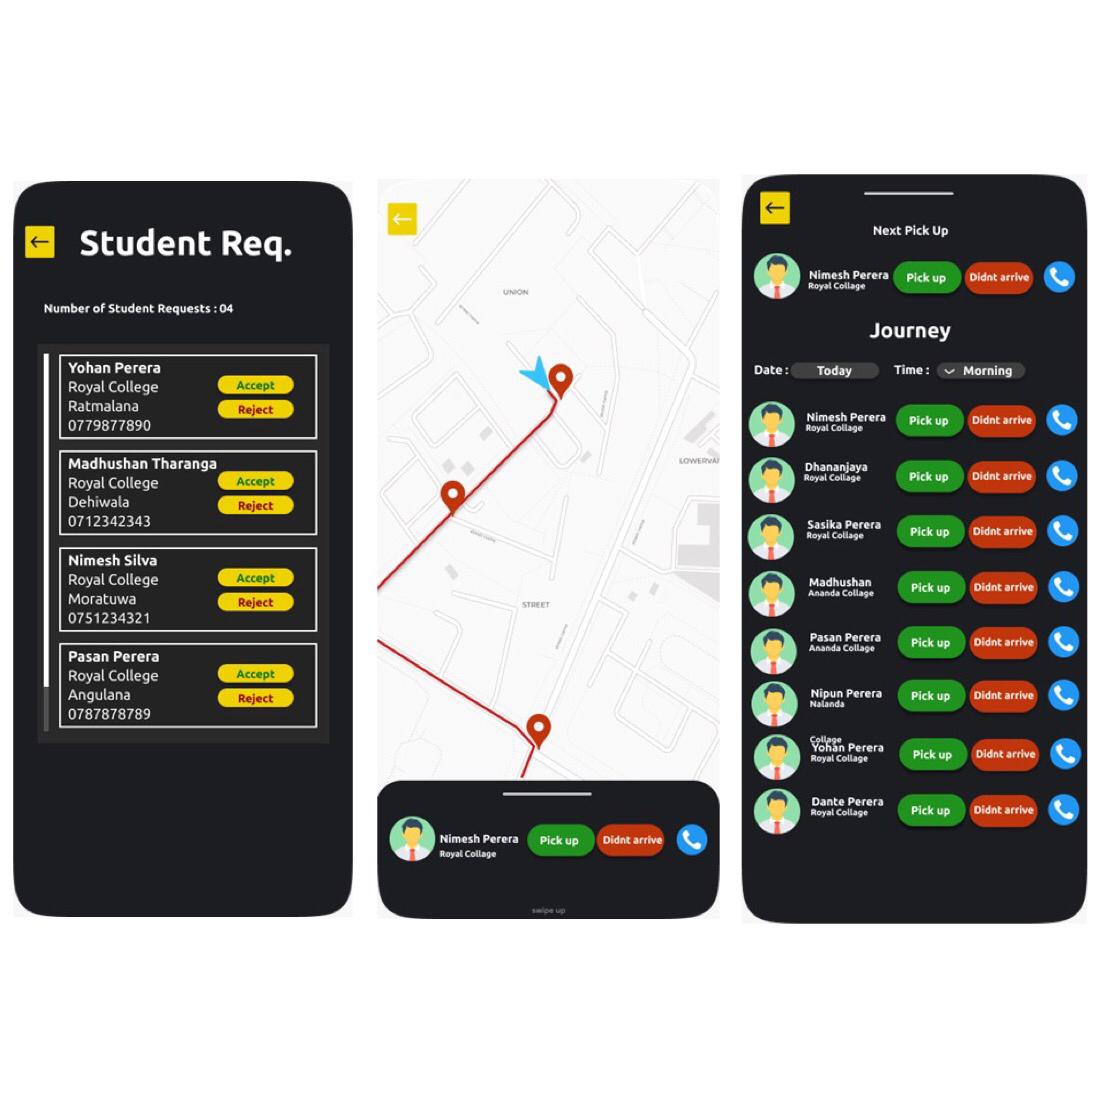 Student Req.
Number of Student Requests : 04
Yohan Perera
Royal College
Ratmalana
0779877890
Accept
Reject
Madhushan Tharanga
Royal College
Dehiwala
0712342343
Accept
Reject
Nimesh Silva
Royal College
Moratuwa
0751234321
Accept
Reject
Pasan Perera
Royal College
Angulana
0787878789
Accept
Reject
UNION
LOWERVAI
STREET
Nimesh Perera
Royal Collage
Pick up
Didnt arrive
swipe up
Next Pick Up
Nimesh Perera
Royal Collage
Pick up
Didnt arrive
Journey
Date : Today
Time : Morning
Nimesh Perera
Royal Collage
Pick up
Didnt arrive
Dhananjaya
Royal Collage
Pick up
Didnt arrive
Sasika Perera
Royal Collage
Pick up
Didnt arrive
Madhushan
Ananda Collage
Pick up
Didnt arrive
Pasan Perera
Ananda Collage
Pick up
Didnt arrive
Nipun Perera
Nalanda
Collage
Pick up
Didnt arrive
Yohan Perera
Royal Collage
Pick up
Didnt arrive
Dante Perera
Royal Collage
Pick up
Didnt arrive